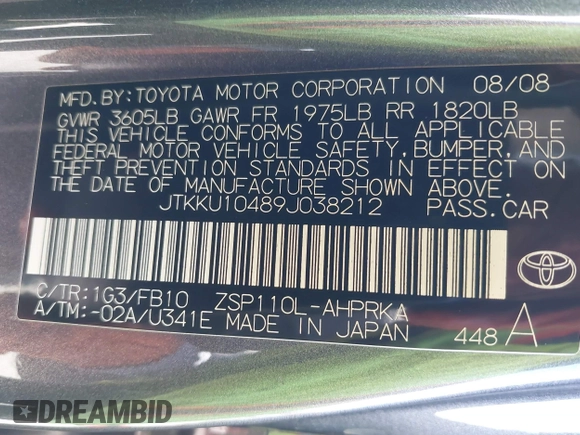 MFD. BY: TOYOTA MOTOR CORPORATION 08/08
GVWR 3605LB GAWR FR 1975LB RR 1820LB
THIS VEHICLE CONFORMS TO ALL APPLICABLE
FEDERAL MOTOR VEHICLE SAFETY, BUMPER, AND
THEFT PREVENTION STANDARDS IN EFFECT ON
THE DATE OF MANUFACTURE SHOWN ABOVE.
JTKKU10489J038212 PASS. CAR
C/TR: 1G3/FB10 ZSP110L-AHPRKA
A/TM: -02A/U341E MADE IN JAPAN 448 A
DREAMBID